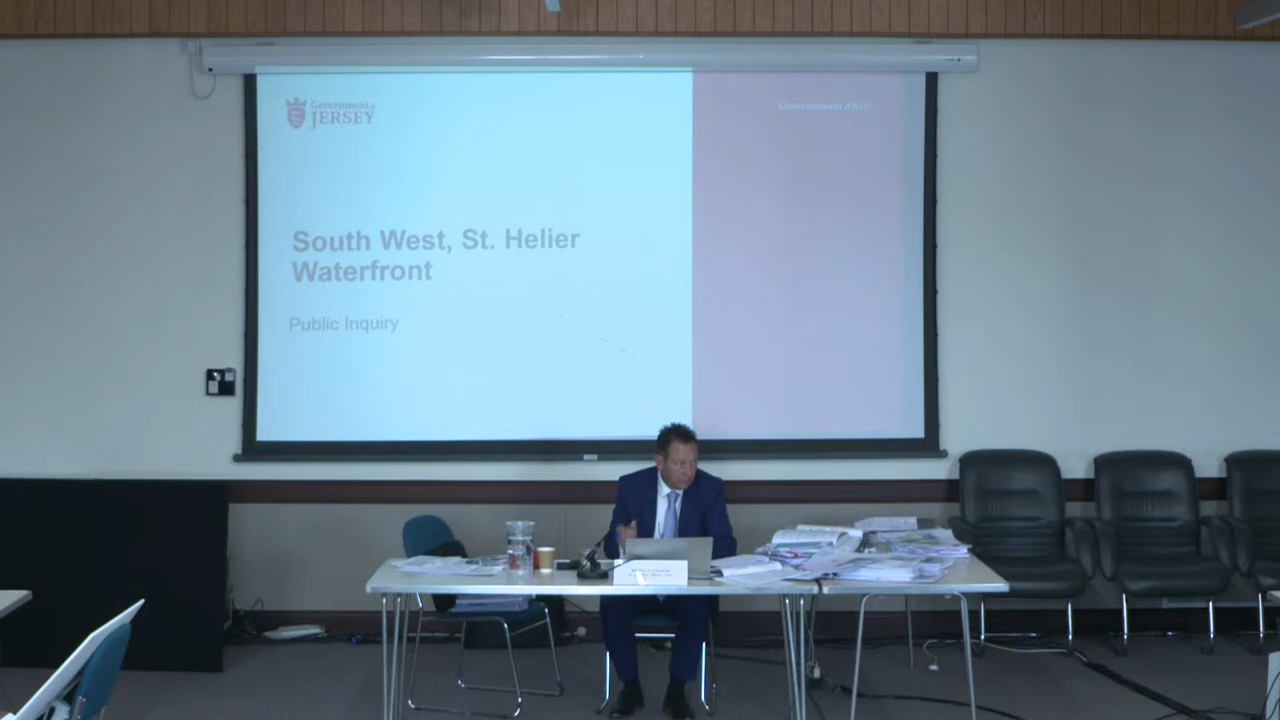 Government of
JERSEY
South West, St. Helier
Waterfront
Public Inquiry